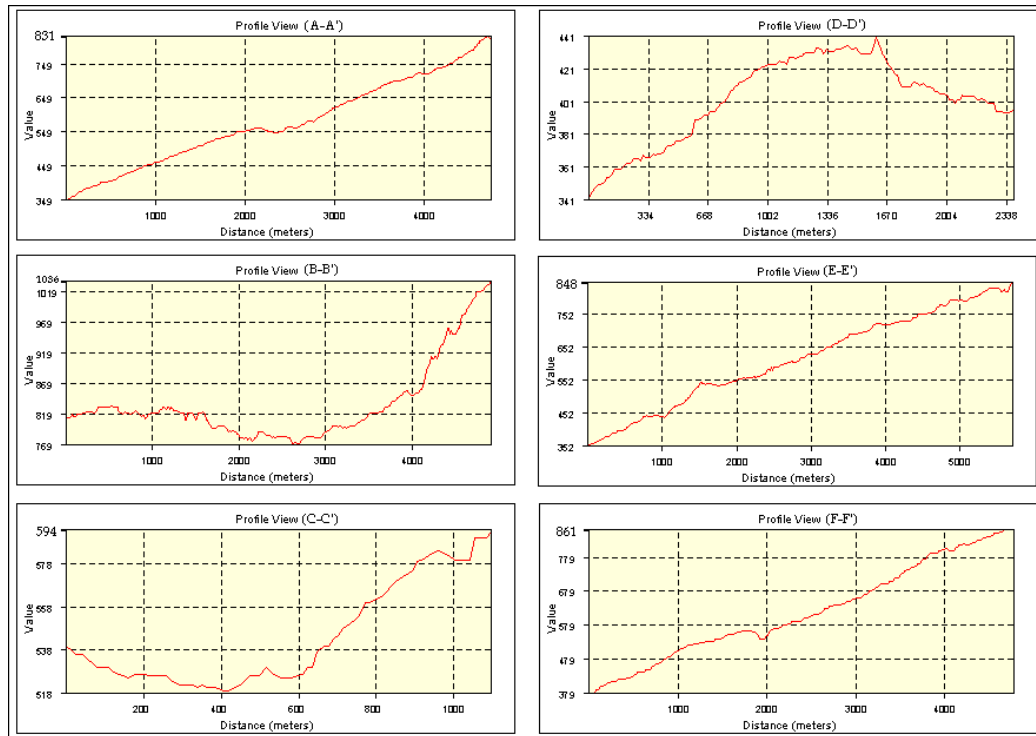 Profile View (A-A')
831
749
649
549
449
349
Value
1000 2000 3000 4000
Distance (meters)
Profile View (D-D')
441
421
401
381
361
341
Value
334 668 1002 1336 1670 2004 2338
Distance (meters)
Profile View (B-B')
1036
1019
969
919
869
819
769
Value
1000 2000 3000 4000
Distance (meters)
Profile View (E-E')
848
752
652
552
452
352
Value
1000 2000 3000 4000 5000
Distance (meters)
Profile View (C-C')
594
578
558
538
518
Value
200 400 600 800 1000
Distance (meters)
Profile View (F-F')
861
779
679
579
479
379
Value
1000 2000 3000 4000
Distance (meters)